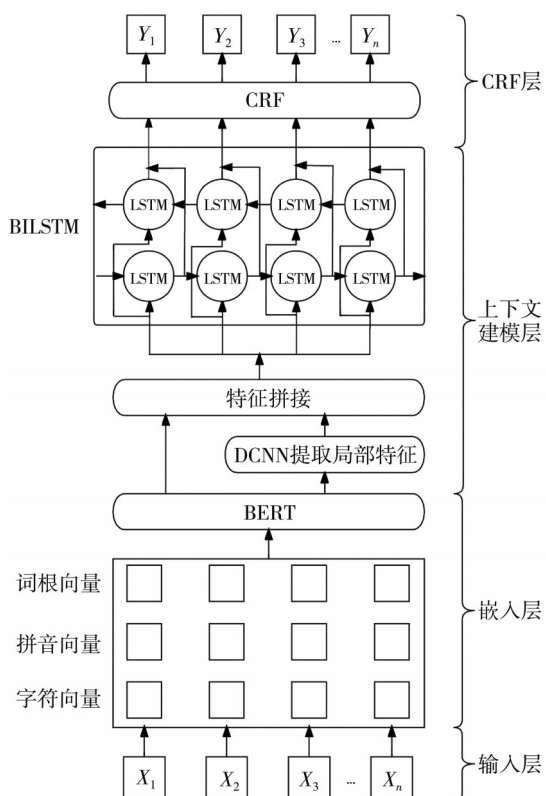 Y1 Y2 Y3 ... Yn
CRF
CRF层
LSTM LSTM LSTM LSTM
BILSTM
LSTM LSTM LSTM LSTM
上下文
建模层
特征拼接
DCNN提取局部特征
BERT
词根向量
嵌入层
拼音向量
字符向量
X1 X2 X3 ... Xn
输入层